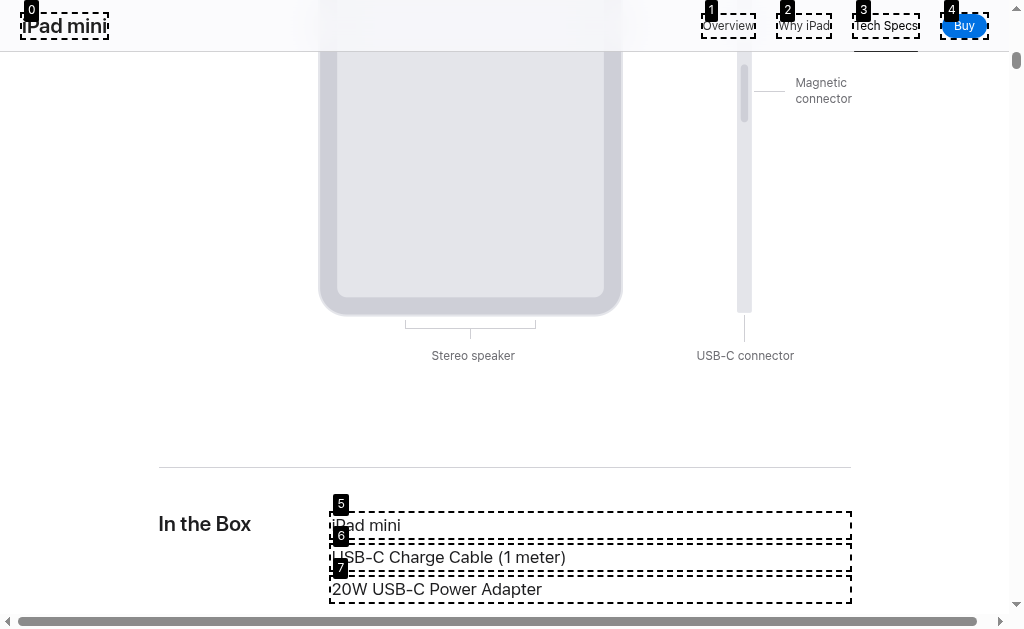 0
iPad mini
1
Overview
2
Why iPad
3
Tech Specs
4
Buy
Magnetic
connector
Stereo speaker
USB-C connector
In the Box
5
iPad mini
6
USB-C Charge Cable (1 meter)
7
20W USB-C Power Adapter